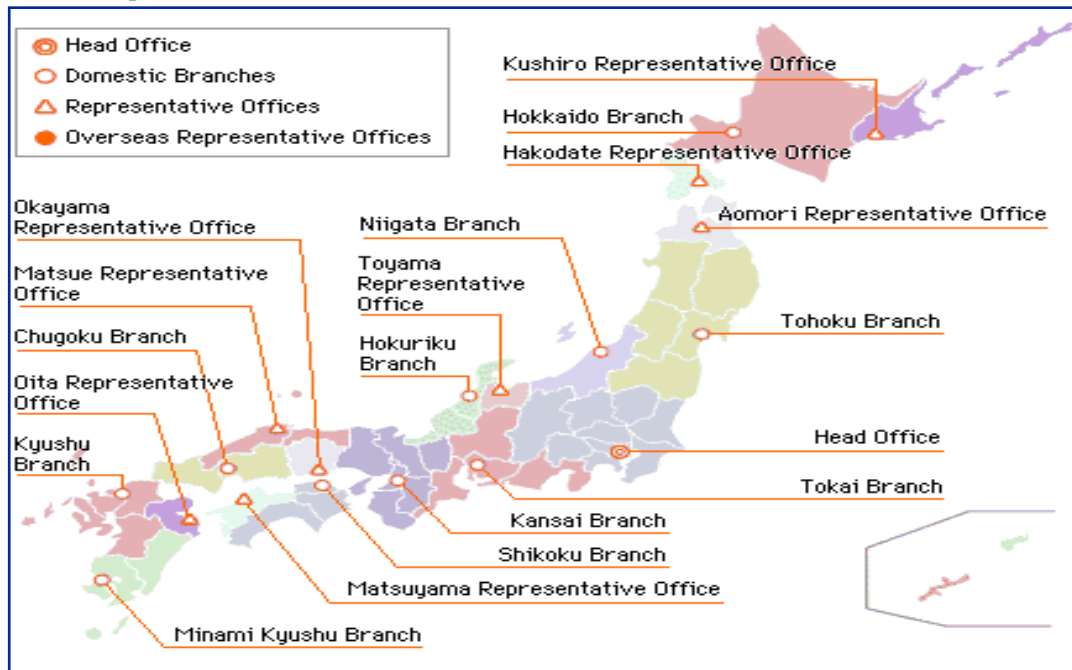 Head Office
Domestic Branches
Representative Offices
Overseas Representative Offices
Kushiro Representative Office
Hokkaido Branch
Hakodate Representative Office
Okayama
Representative Office
Niigata Branch
Aomori Representative Office
Matsue Representative
Office
Toyama
Representative
Office
Chugoku Branch
Tohoku Branch
Hokuriku
Branch
Oita Representative
Office
Kyushu
Branch
Head Office
Tokai Branch
Kansai Branch
Shikoku Branch
Matsuyama Representative Office
Minami Kyushu Branch